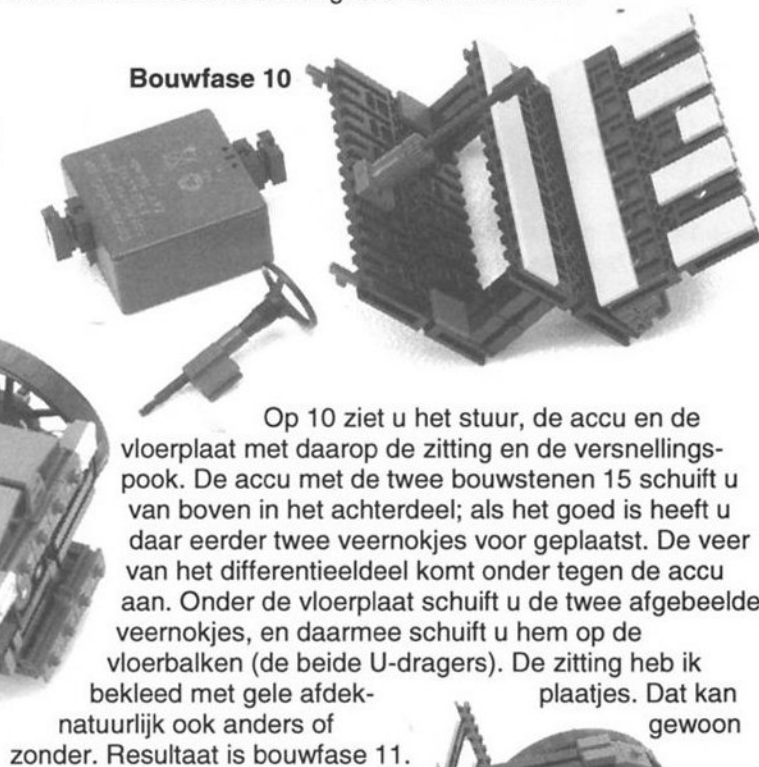 Bouwfase 10
Op 10 ziet u het stuur, de accu en de
vloerplaat met daarop de zitting en de versnellings-
pook. De accu met de twee bouwstenen 15 schuift u
van boven in het achterdeel; als het goed is heeft u
daar eerder twee veernokjes voor geplaatst. De veer
van het differentieeldeel komt onder tegen de accu
aan. Onder de vloerplaat schuift u de twee afgebeelde
veernokjes, en daarmee schuift u hem op de
vloerbalken (de beide U-dragers). De zitting heb ik
bekleed met gele afdek- plaatjes. Dat kan
natuurlijk ook anders of gewoon
zonder. Resultaat is bouwfase 11.